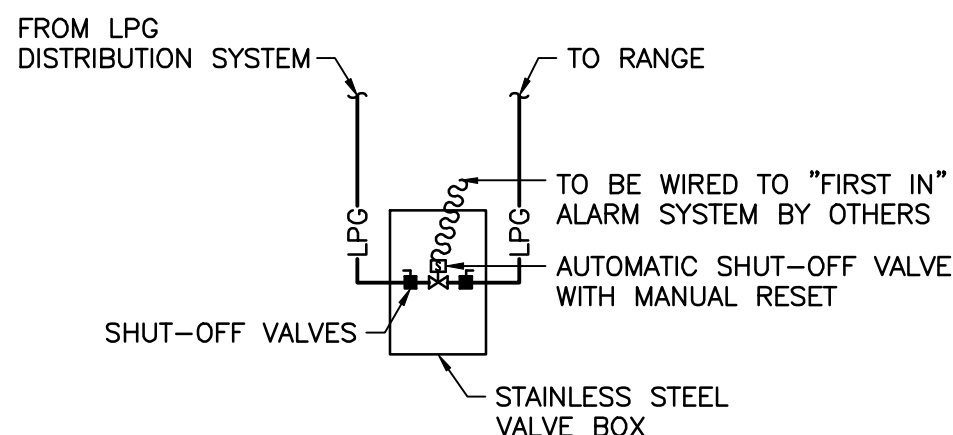 FROM LPG
DISTRIBUTION SYSTEM
TO RANGE
TO BE WIRED TO "FIRST IN"
ALARM SYSTEM BY OTHERS
LPG
LPG
S
AUTOMATIC SHUT-OFF VALVE
WITH MANUAL RESET
SHUT-OFF VALVES
STAINLESS STEEL
VALVE BOX